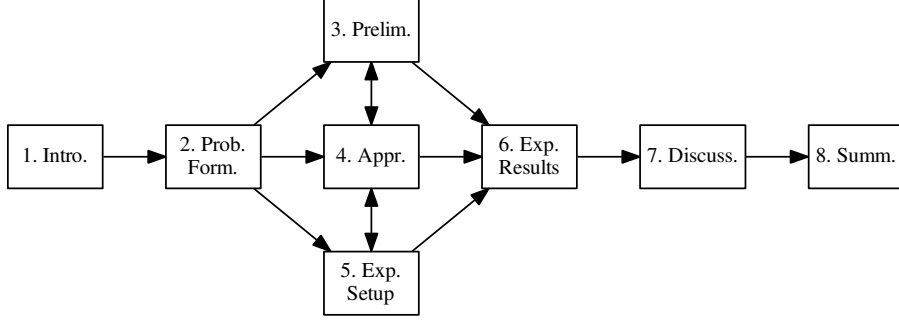 1. Intro.
2. Prob.
Form.
3. Prelim.
4. Appr.
5. Exp.
Setup
6. Exp.
Results
7. Discuss.
8. Summ.